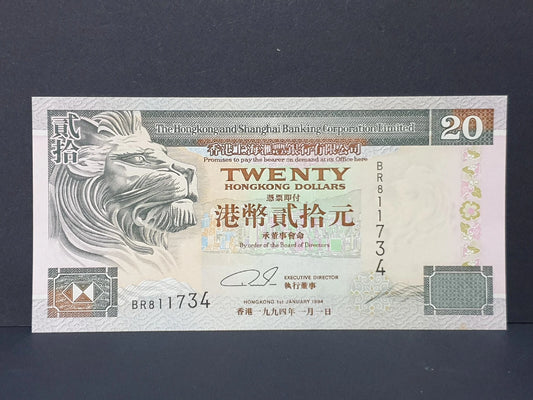 The Hongkong and Shanghai Banking Corporation Limited
20
貳拾
香港上海滙豐銀行有限公司
Promises to pay the bearer on demand at its Office here
TWENTY
HONGKONG DOLLARS
憑票即付
港幣貳拾元
承董事會命
By order of the Board of Directors
BR811734
EXECUTIVE DIRECTOR
執行董事
BR811734
HONGKONG 1st JANUARY 1994
香港一九九四年一月一日